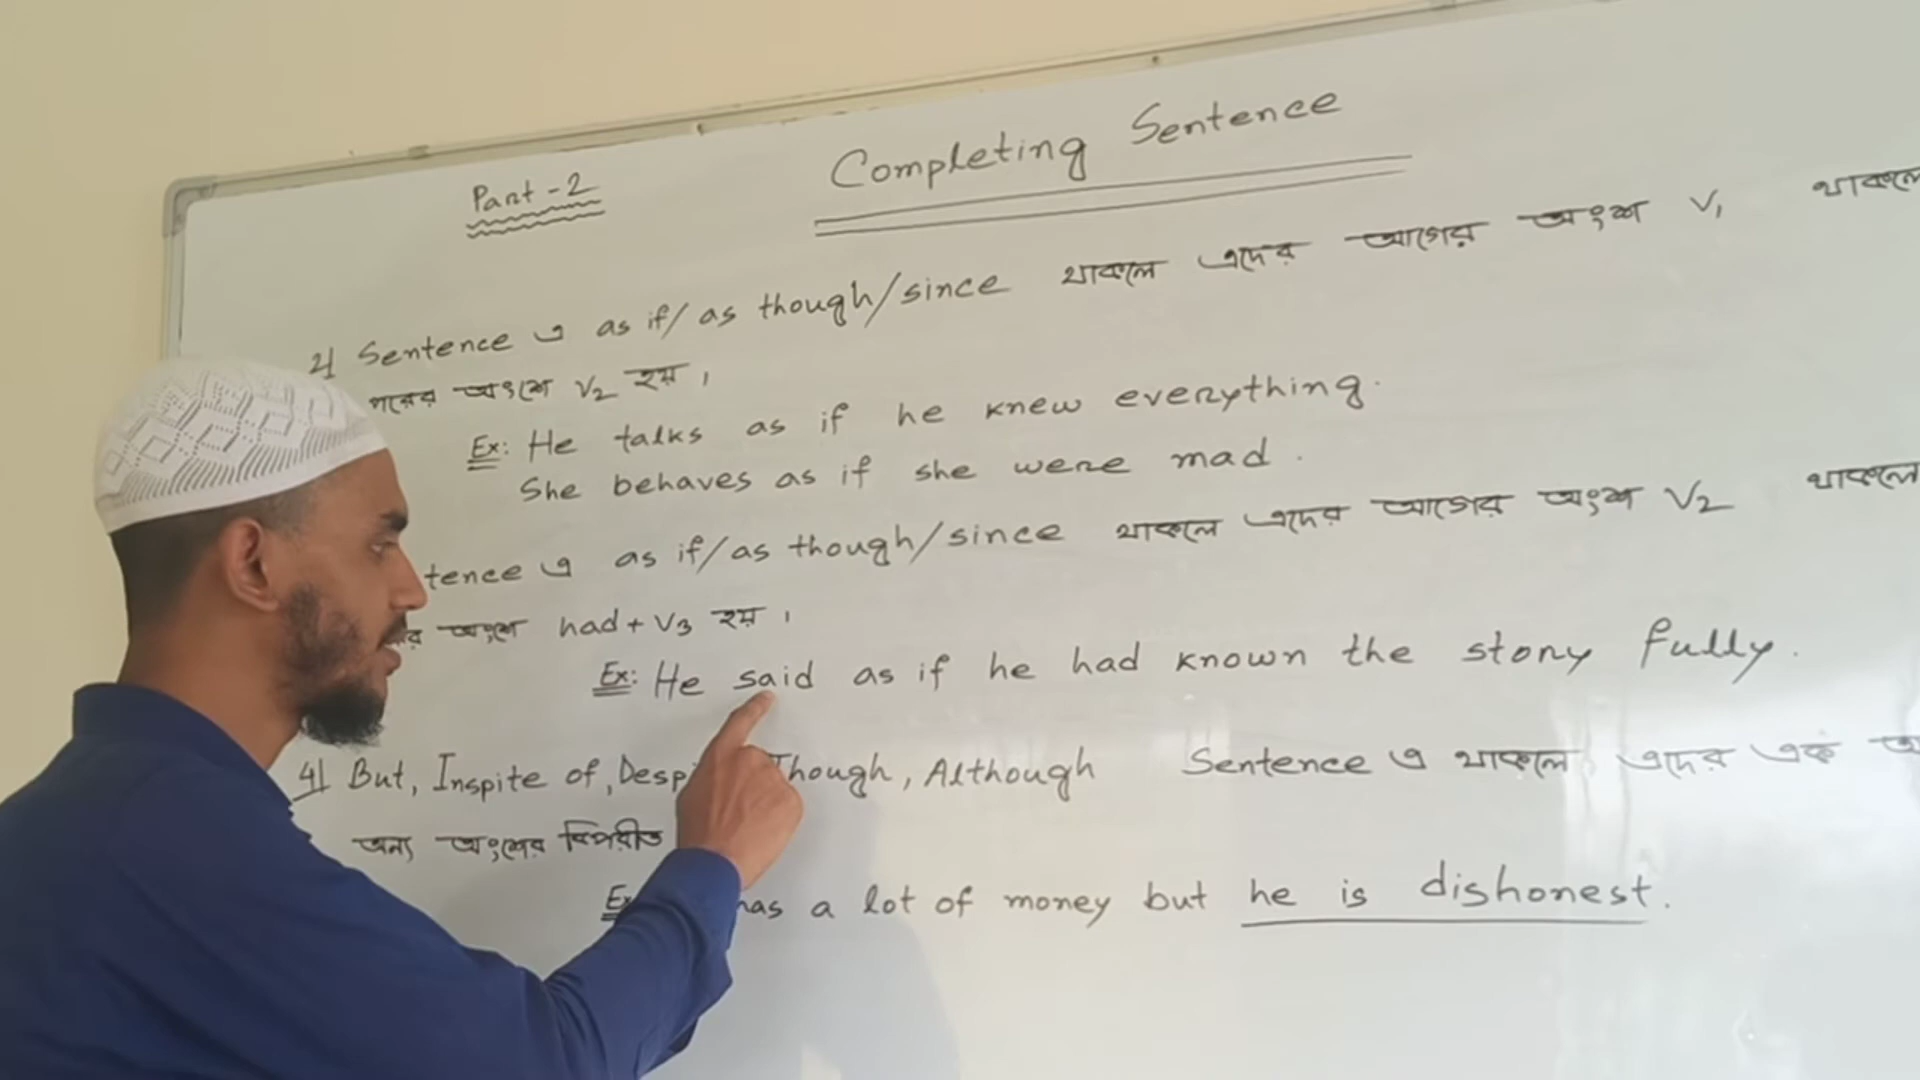 Part-2
Completing Sentence
২| Sentence এ as if/ as though/since থাকলে এদের আগের অংশে V1 থাকলে
পরের অংশে V2 হয়।
Ex: He talks as if he knew everything.
She behaves as if she were mad.
tence এ as if/as though/since থাকলে এদের আগের অংশে V2 থাকলে
অংশে had+V3 হয়।
Ex: He said as if he had known the story fully.
4| But, Inspite of, Desp Though, Although Sentence এ থাকলে এদের এক
অন্য অংশের বিপরীত
Ex has a lot of money but he is dishonest.